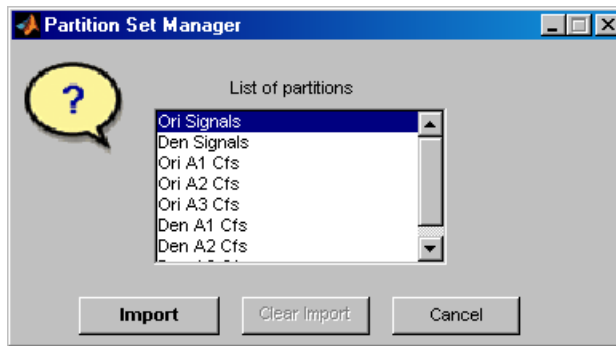 Partition Set Manager
?
List of partitions
Ori Signals
Den Signals
Ori A1 Cfs
Ori A2 Cfs
Ori A3 Cfs
Den A1 Cfs
Den A2 Cfs
Import
Clear Import
Cancel